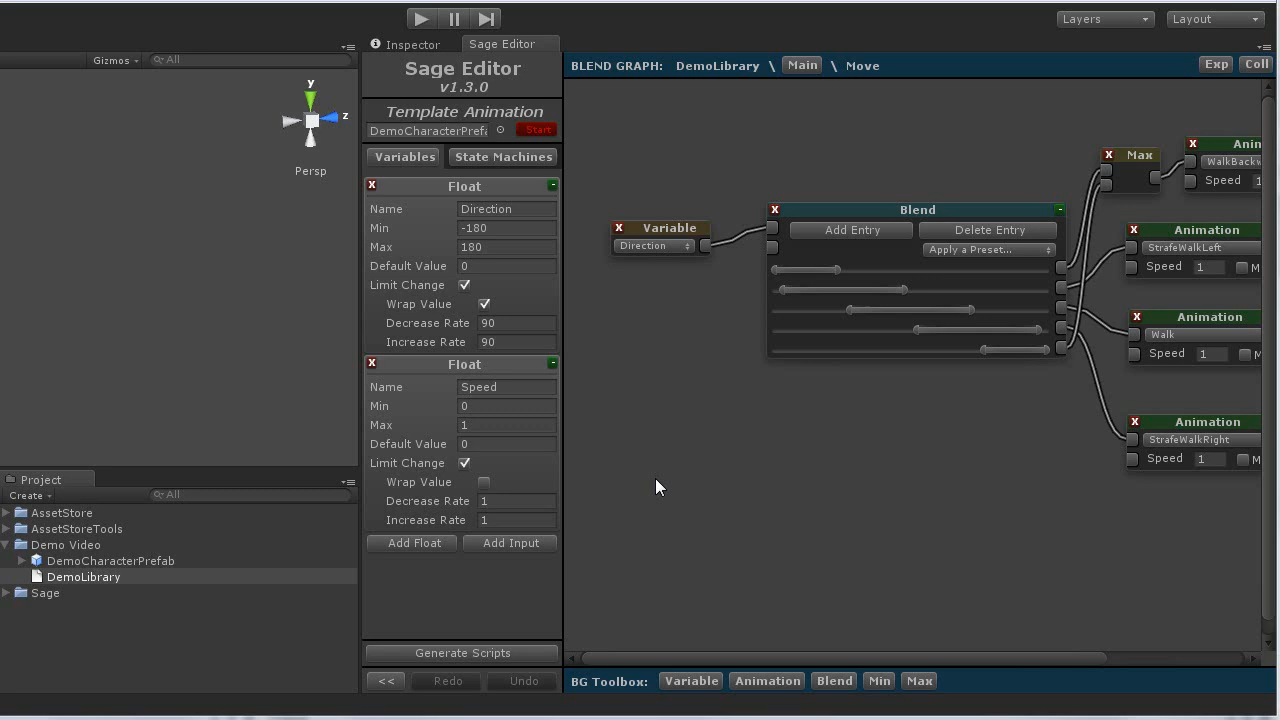 Layers
Layout
Inspector
Sage Editor
Gizmos
All
y
z
Persp
Sage Editor
v1.3.0
Template Animation
DemoCharacterPrefa
Start
Variables
State Machines
X
Float
-
Name
Direction
Min
-180
Max
180
Default Value
0
Limit Change
Wrap Value
Decrease Rate
90
Increase Rate
90
X
Float
-
Name
Speed
Min
0
Max
1
Default Value
0
Limit Change
Wrap Value
Decrease Rate
1
Increase Rate
1
Add Float
Add Input
Generate Scripts
<<
Redo
Undo
Project
Create
All
AssetStore
AssetStoreTools
Demo Video
DemoCharacterPrefab
DemoLibrary
Sage
BLEND GRAPH: DemoLibrary \ Main \ Move
Exp
Coll
X
Variable
Direction
X
Blend
-
Add Entry
Delete Entry
Apply a Preset...
X
Max
X
Anin
WalkBackw
Speed 1
X
Animation
StrafeWalkLeft
Speed 1 M
X
Animation
Walk
Speed 1 M
X
Animation
StrafeWalkRight
Speed 1 M
BG Toolbox: Variable Animation Blend Min Max